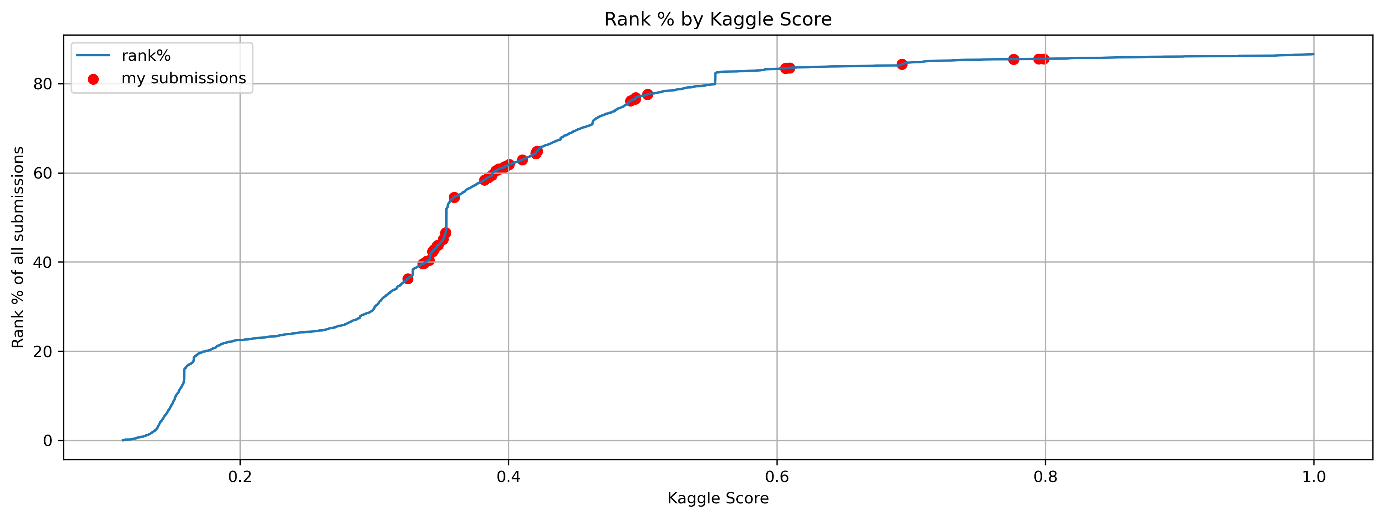 Rank % by Kaggle Score
rank%
my submissions
Rank % of all submissions
80
60
40
20
0
0.2 0.4 0.6 0.8 1.0
Kaggle Score